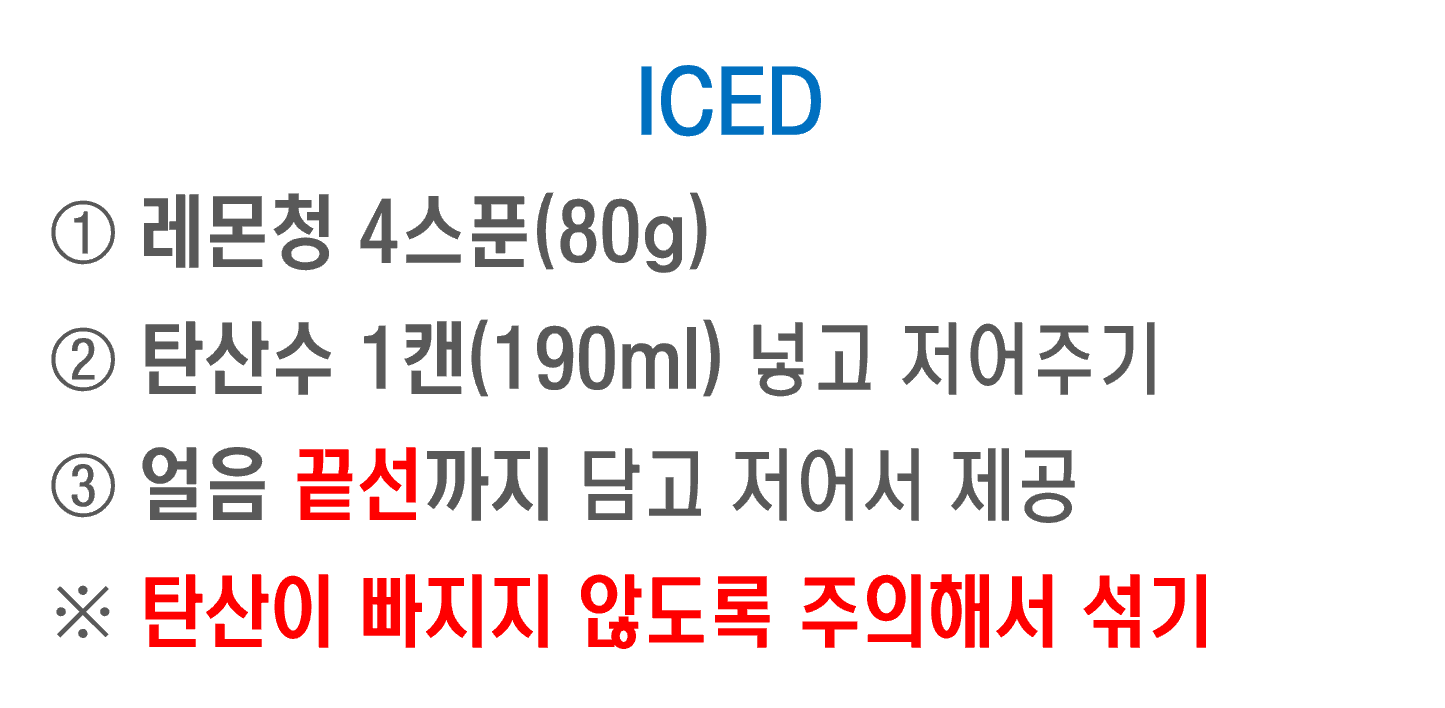 ICED
① 레몬청 4스푼(80g)
② 탄산수 1캔(190ml) 넣고 저어주기
③ 얼음 끝선까지 담고 저어서 제공
※ 탄산이 빠지지 않도록 주의해서 섞기